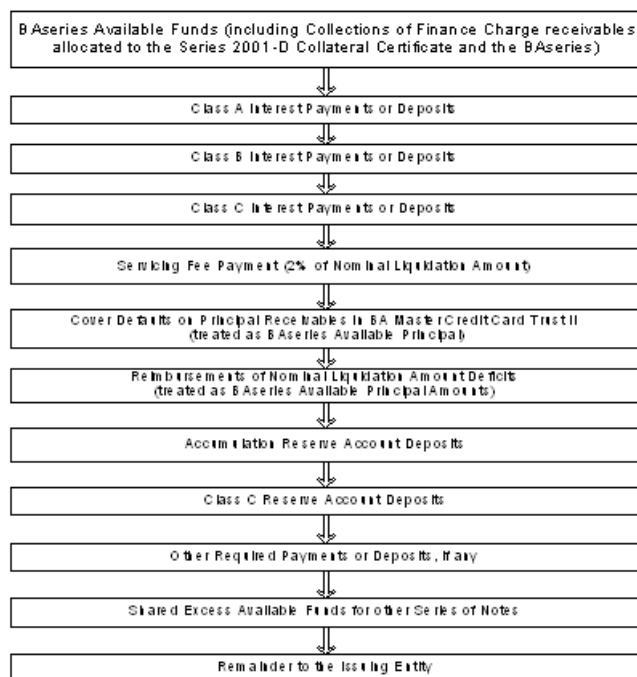 BAseries Available Funds (including Collections of Finance Charge receivables
allocated to the Series 2001-D Collateral Certificate and the BAseries)
Class A Interest Payments or Deposits
Class B Interest Payments or Deposits
Class C Interest Payments or Deposits
Servicing Fee Payment (2% of Nominal Liquidation Amount)
Cover Defaults on Principal Receivables in BA Master Credit Card Trust II
(treated as BAseries Available Principal)
Reimbursements of Nominal Liquidation Amount Deficits
(treated as BAseries Available Principal Amounts)
Accumulation Reserve Account Deposits
Class C Reserve Account Deposits
Other Required Payments or Deposits, if any
Shared Excess Available Funds for other Series of Notes
Remainder to the Issuing Entity